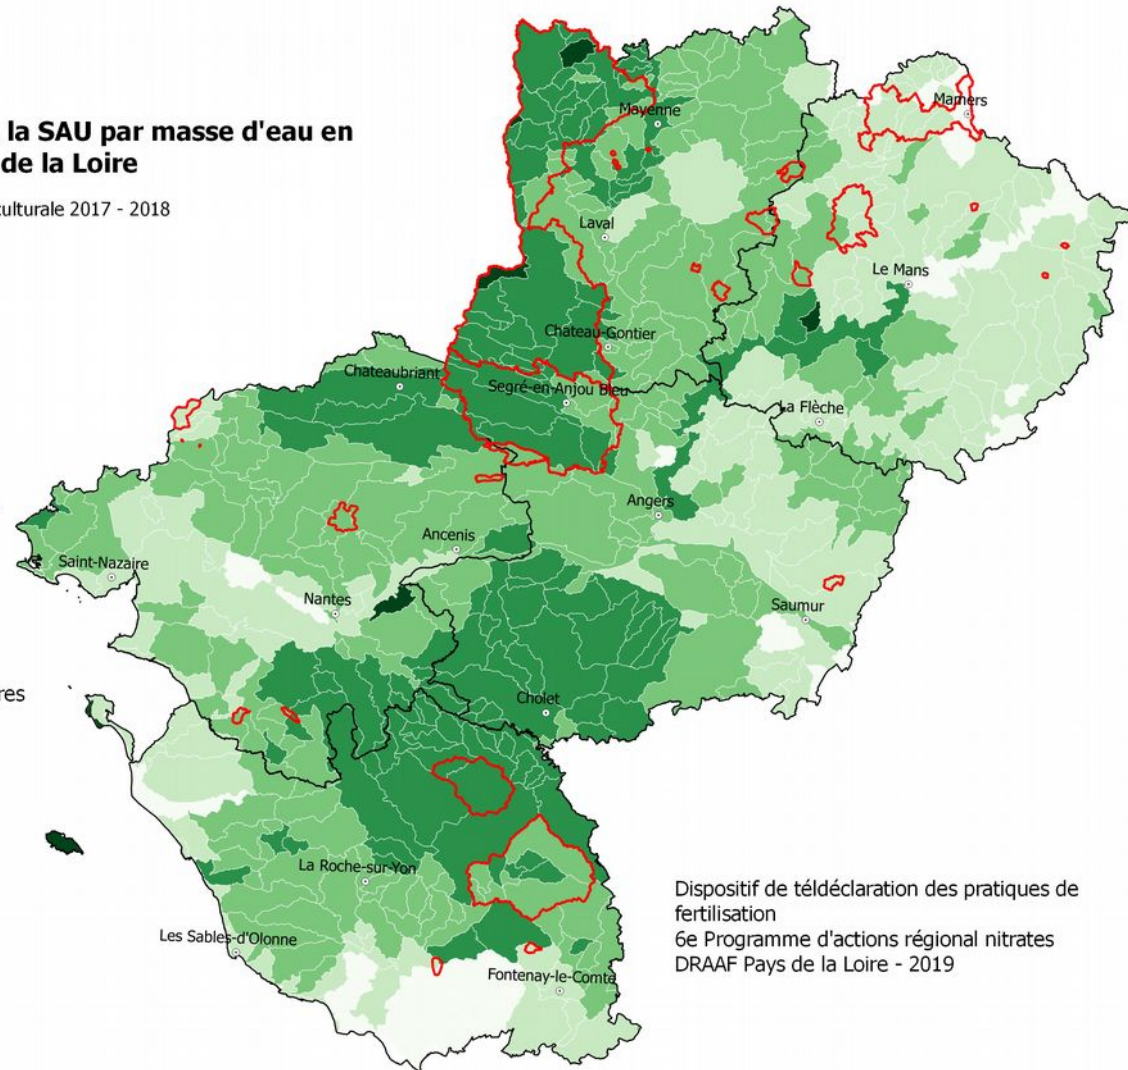 la SAU par masse d'eau en
de la Loire
culturale 2017 - 2018
Mayenne
Mamers
Laval
Le Mans
Chateau-Gontier
Chateaubriant
Segré-en-Anjou Bleu
La Flèche
Angers
Ancenis
Saint-Nazaire
Nantes
Saumur
res
Cholet
La Roche-sur-Yon
Les Sables-d'Olonne
Fontenay-le-Comte
Dispositif de téldéclaration des pratiques de
fertilisation
6e Programme d'actions régional nitrates
DRAAF Pays de la Loire - 2019